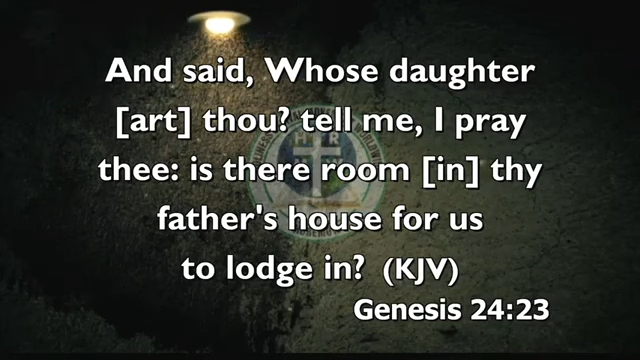 And said, Whose daughter
[art] thou? tell me, I pray
thee: is there room [in] thy
father's house for us
to lodge in? (KJV)
Genesis 24:23